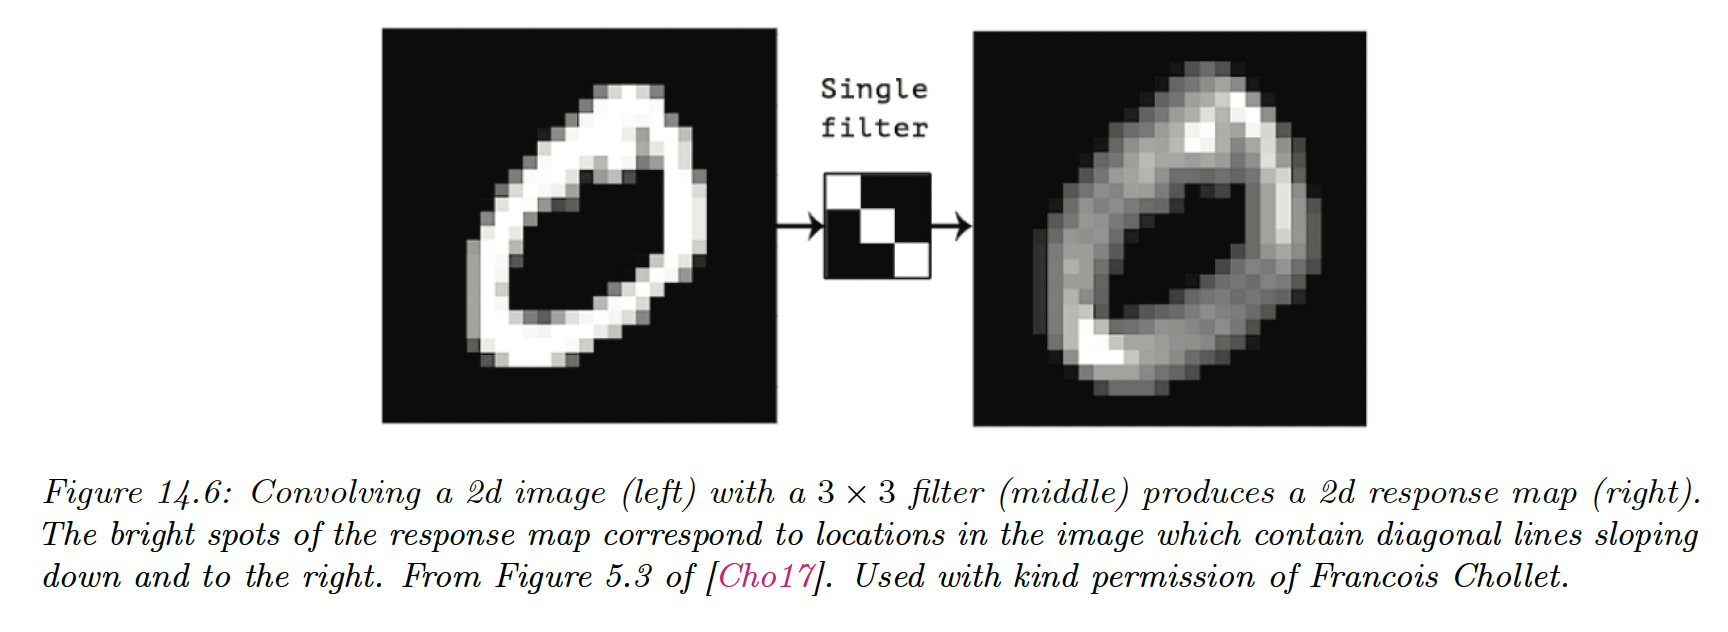 Single
filter
Figure 14.6: Convolving a 2d image (left) with a 3 × 3 filter (middle) produces a 2d response map (right).
The bright spots of the response map correspond to locations in the image which contain diagonal lines sloping
down and to the right. From Figure 5.3 of [Cho17]. Used with kind permission of Francois Chollet.